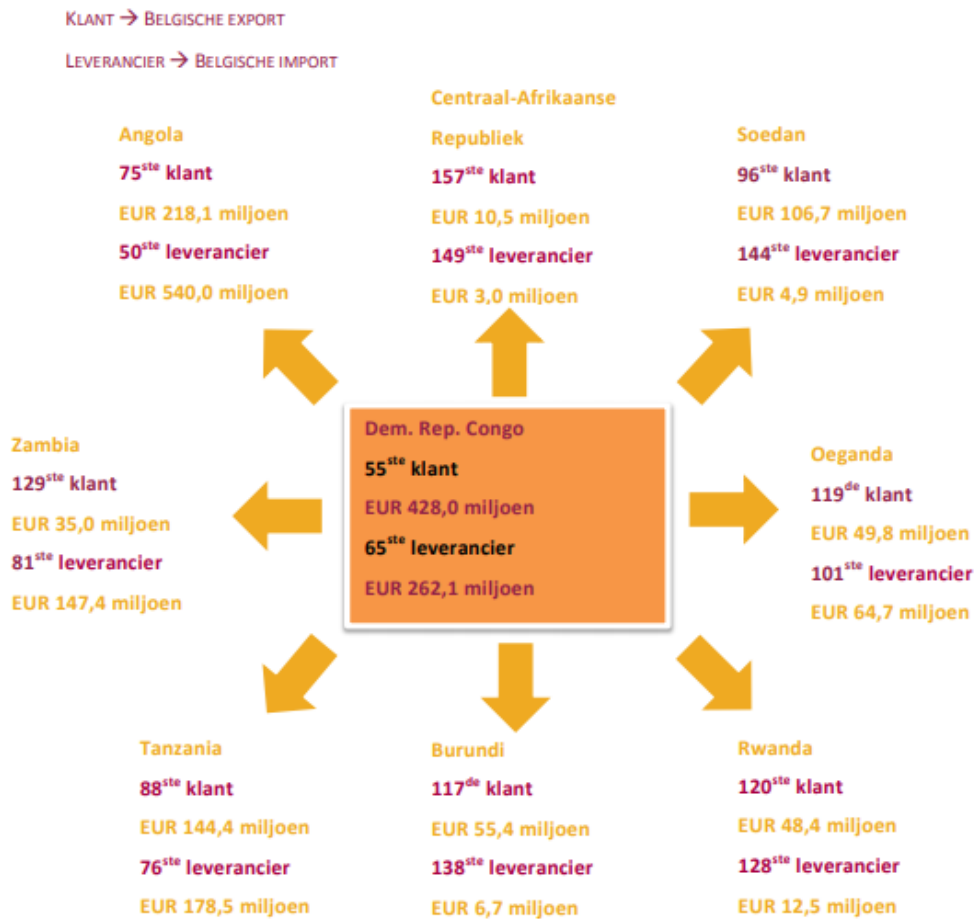 KLANT → BELGISCHE EXPORT
LEVERANCIER → BELGISCHE IMPORT
Angola
75ste klant
EUR 218,1 miljoen
50ste leverancier
EUR 540,0 miljoen
Centraal-Afrikaanse
Republiek
157ste klant
EUR 10,5 miljoen
149ste leverancier
EUR 3,0 miljoen
Soedan
96ste klant
EUR 106,7 miljoen
144ste leverancier
EUR 4,9 miljoen
Zambia
129ste klant
EUR 35,0 miljoen
81ste leverancier
EUR 147,4 miljoen
Dem. Rep. Congo
55ste klant
EUR 428,0 miljoen
65ste leverancier
EUR 262,1 miljoen
Oeganda
119de klant
EUR 49,8 miljoen
101ste leverancier
EUR 64,7 miljoen
Tanzania
88ste klant
EUR 144,4 miljoen
76ste leverancier
EUR 178,5 miljoen
Burundi
117de klant
EUR 55,4 miljoen
138ste leverancier
EUR 6,7 miljoen
Rwanda
120ste klant
EUR 48,4 miljoen
128ste leverancier
EUR 12,5 miljoen